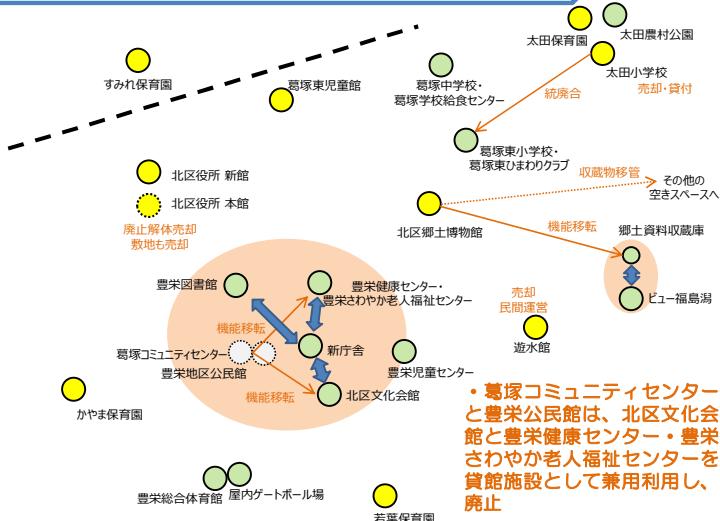 太田保育園
太田農村公園
太田小学校
売却・貸付
すみれ保育園
葛塚東児童館
葛塚中学校・
葛塚学校給食センター
統廃合
葛塚東小学校・
葛塚東ひまわりクラブ
北区役所 新館
北区役所 本館
廃止解体売却
敷地も売却
収蔵物移管
その他の
空きスペースへ
北区郷土博物館
機能移転
郷土資料収蔵庫
ビュー福島潟
豊栄図書館
豊栄健康センター・
豊栄さわやか老人福祉センター
機能移転
新庁舎
葛塚コミュニティセンター
豊栄地区公民館
機能移転
北区文化会館
豊栄児童センター
売却
民間運営
遊水館
かやま保育園
豊栄総合体育館
屋内ゲートボール場
若葉保育園
・葛塚コミュニティセンター
と豊栄公民館は、北区文化会
館と豊栄健康センター・豊栄
さわやか老人福祉センターを
貸館施設として兼用利用し、
廃止